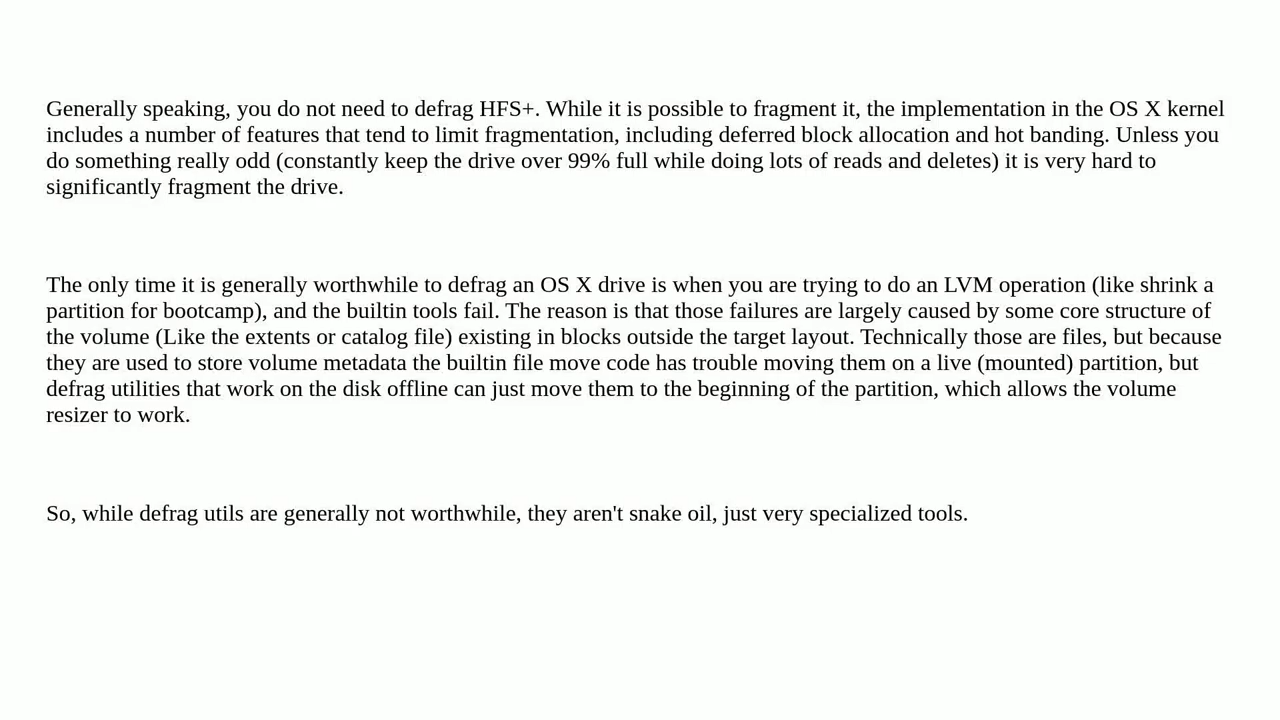 Generally speaking, you do not need to defrag HFS+. While it is possible to fragment it, the implementation in the OS X kernel
includes a number of features that tend to limit fragmentation, including deferred block allocation and hot banding. Unless you
do something really odd (constantly keep the drive over 99% full while doing lots of reads and deletes) it is very hard to
significantly fragment the drive.
The only time it is generally worthwhile to defrag an OS X drive is when you are trying to do an LVM operation (like shrink a
partition for bootcamp), and the builtin tools fail. The reason is that those failures are largely caused by some core structure of
the volume (Like the extents or catalog file) existing in blocks outside the target layout. Technically those are files, but because
they are used to store volume metadata the builtin file move code has trouble moving them on a live (mounted) partition, but
defrag utilities that work on the disk offline can just move them to the beginning of the partition, which allows the volume
resizer to work.
So, while defrag utils are generally not worthwhile, they aren't snake oil, just very specialized tools.